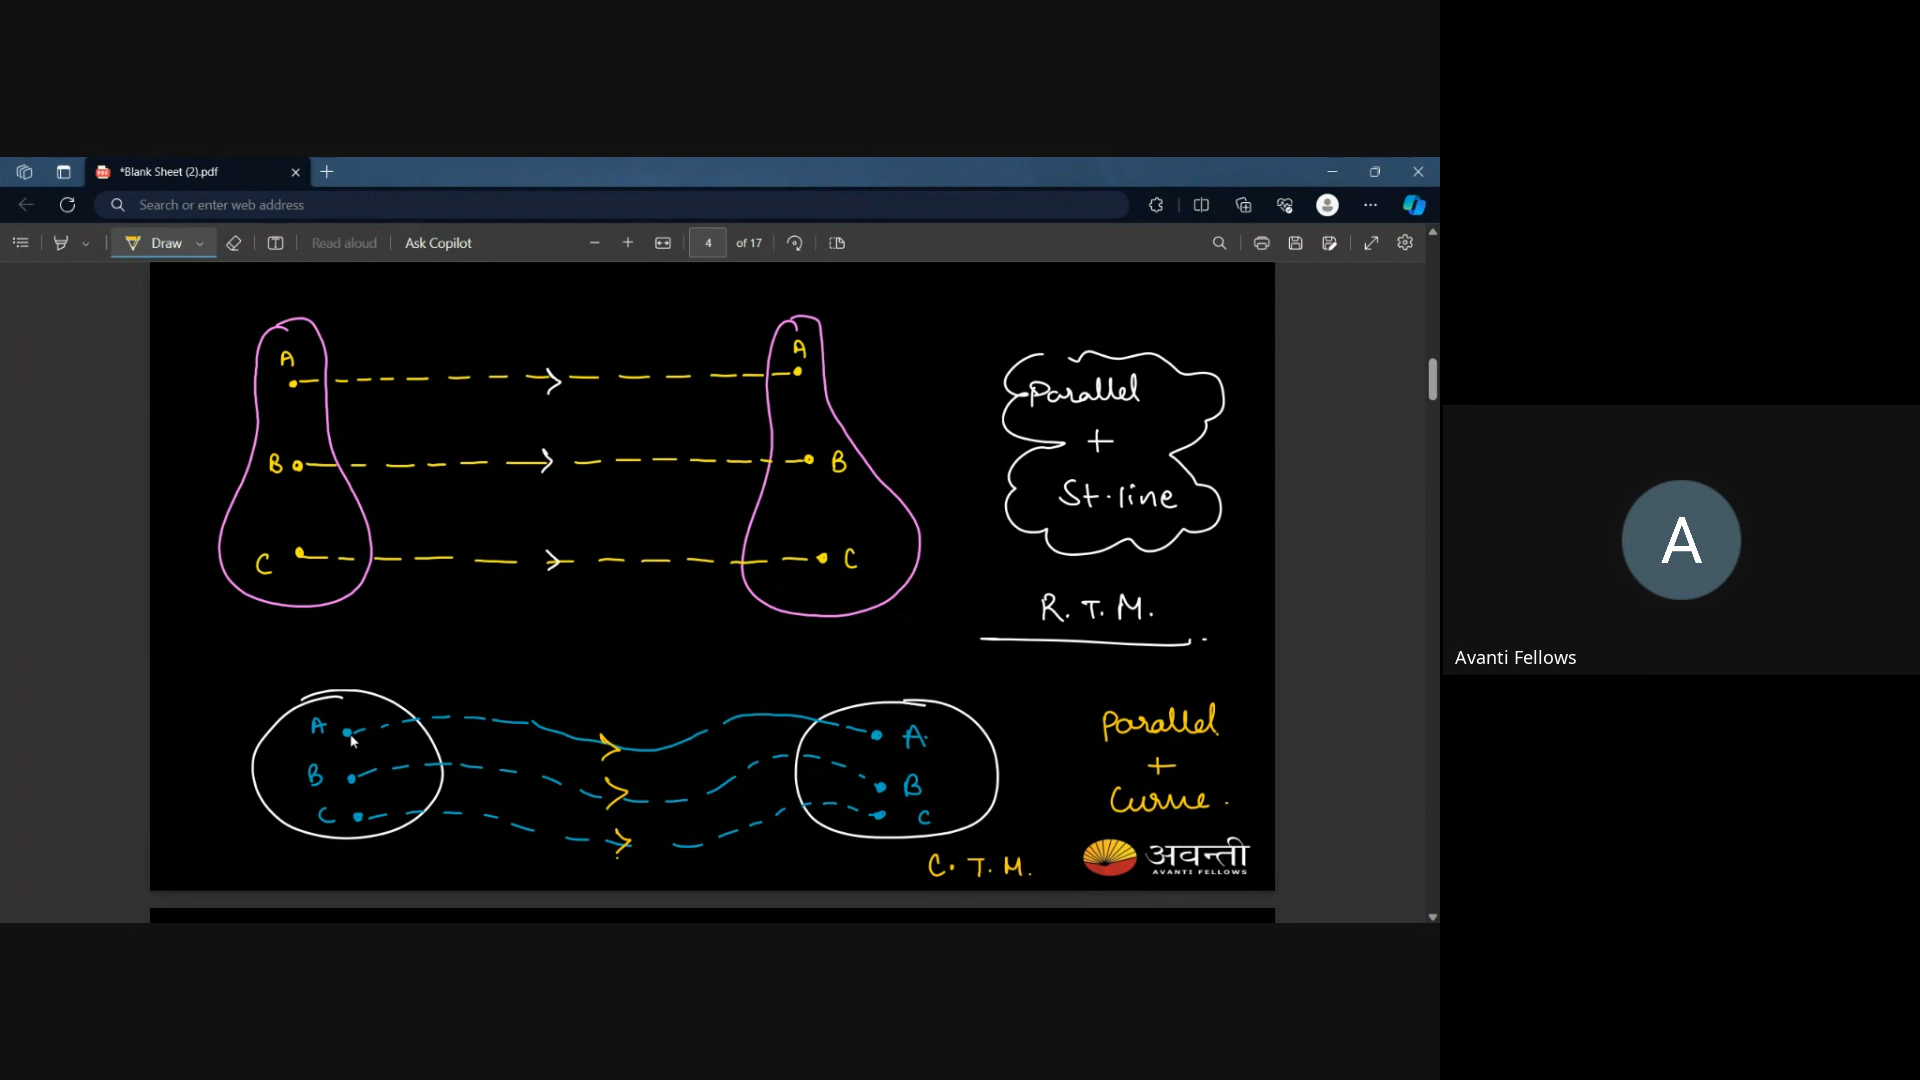 *Blank Sheet (2).pdf
Search or enter web address
Draw
Read aloud
Ask Copilot
4
of 17
A
A
B
B
C
C
Parallel
+
St. line
R. T. M.
A
A
B
B
C
C
Parallel
+
Curve.
C. T. M.
अवन्ती
AVANTI FELLOWS
A
Avanti Fellows